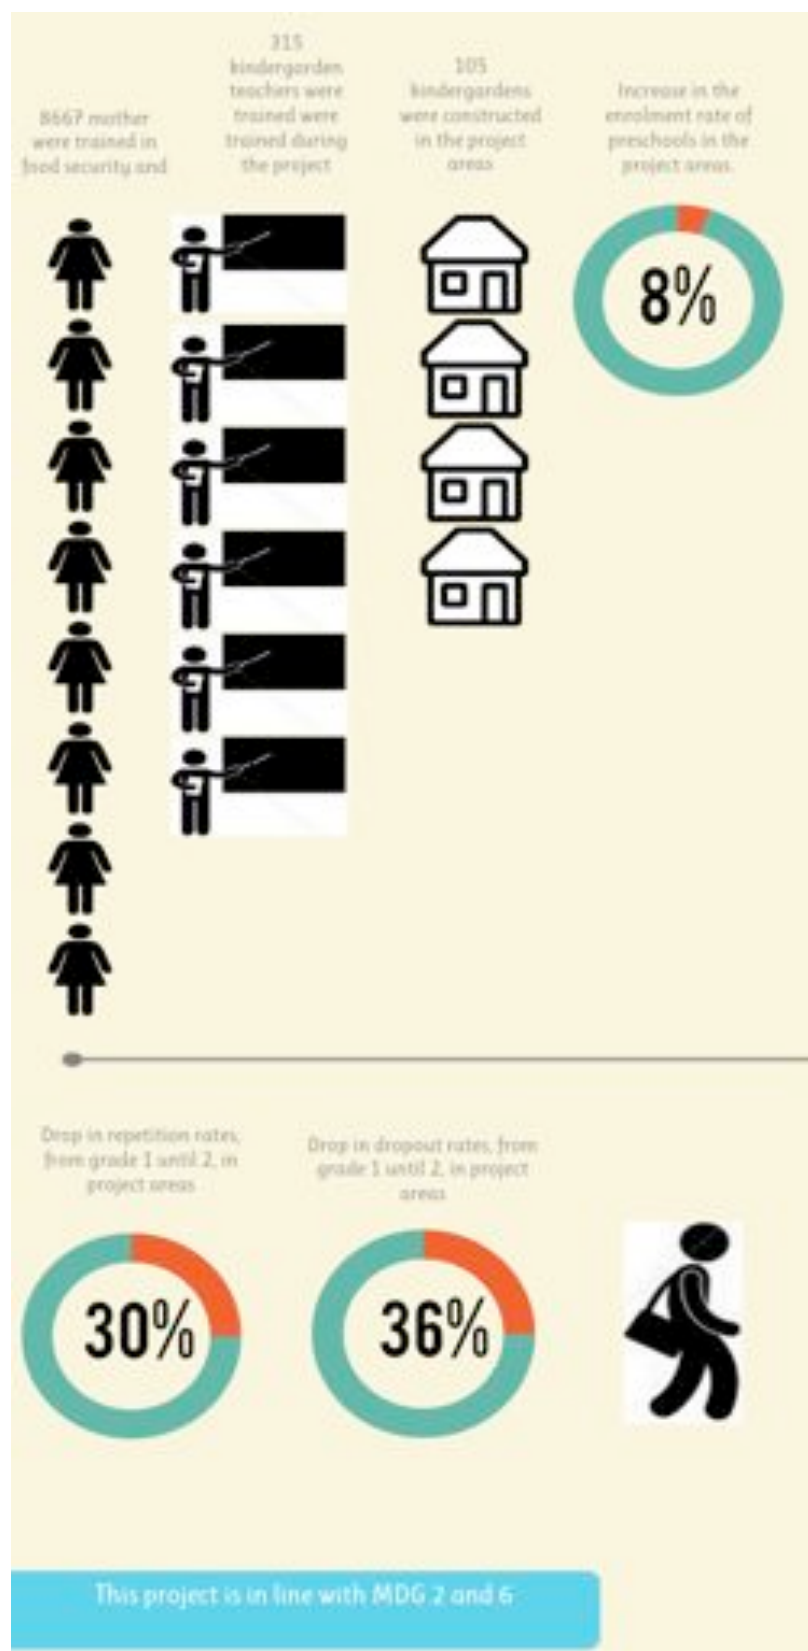 8667 mother
were trained in
food security and
315
kindergarden
teachers were
trained were
trained during
the project
105
kindergardens
were constructed
in the project
areas
Increase in the
enrolment rate of
preschools in the
project areas.
8%
Drop in repetition rates,
from grade 1 until 2, in
project areas
30%
Drop in dropout rates, from
grade 1 until 2, in project
areas
36%
This project is in line with MDG 2 and 6